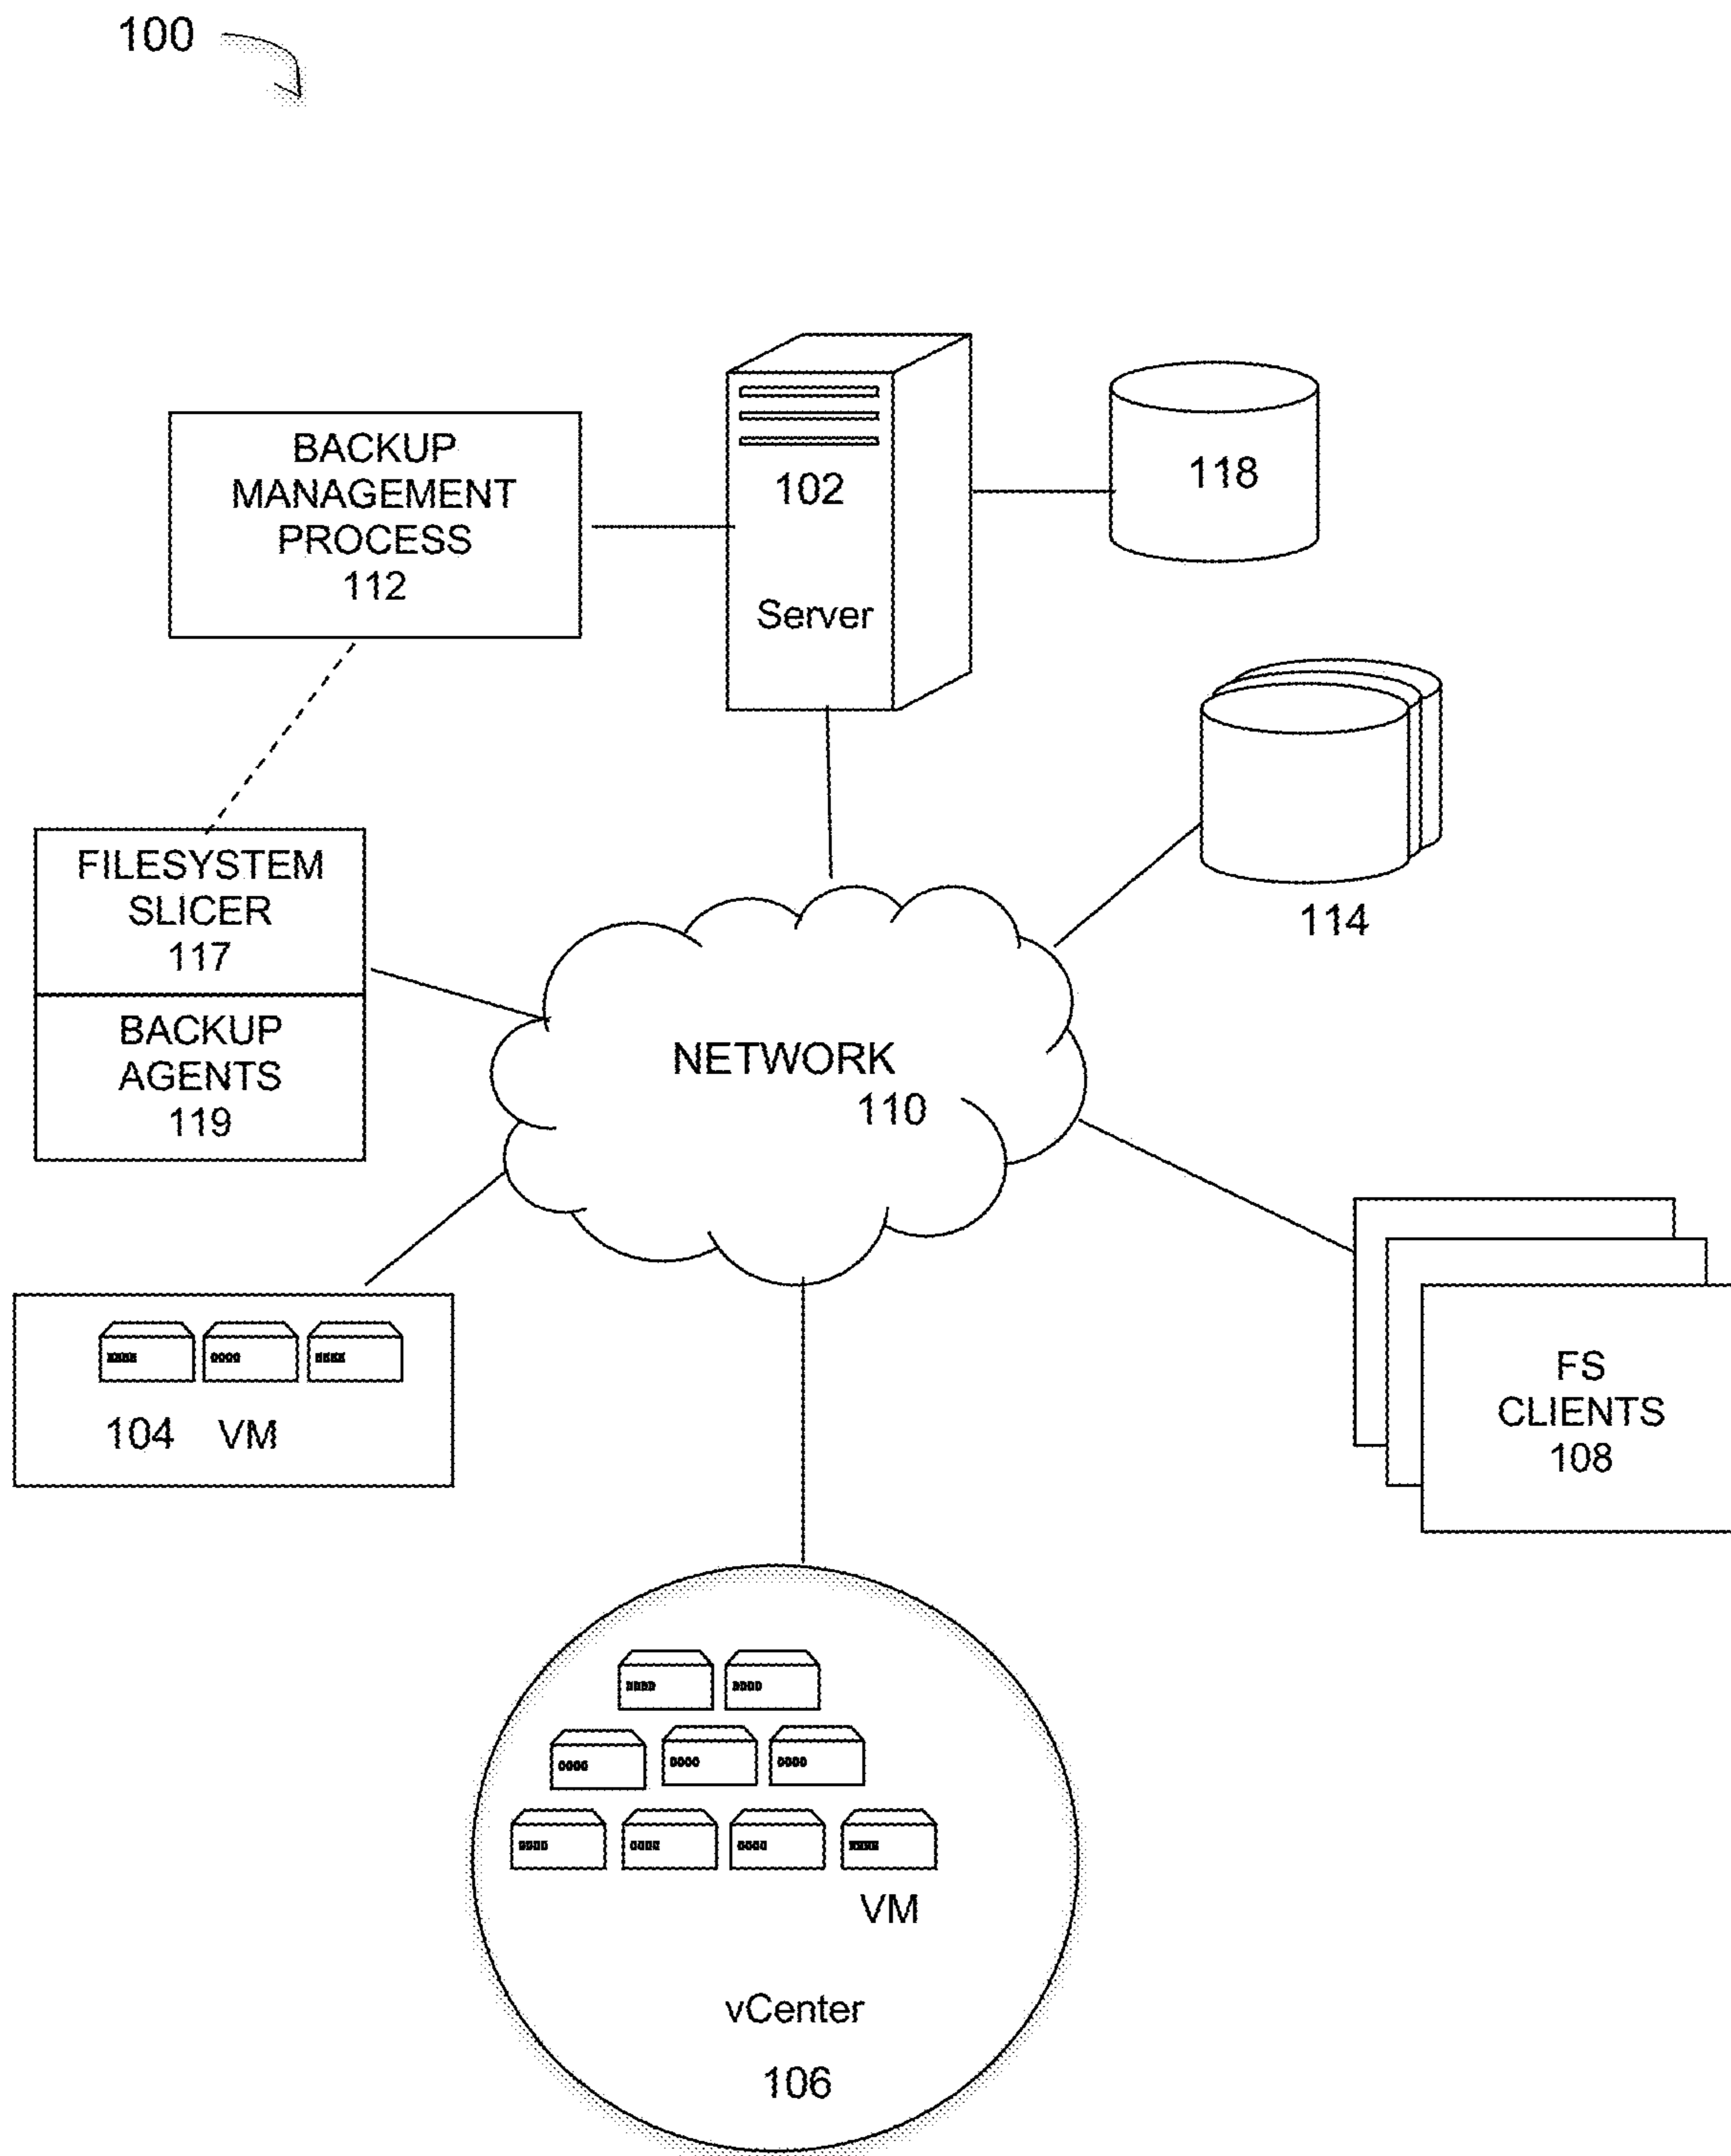 100
BACKUP
MANAGEMENT
PROCESS
112
102
Server
118
114
FILESYSTEM
SLICER
117
BACKUP
AGENTS
119
NETWORK
110
104 VM
FS
CLIENTS
108
VM
vCenter
106